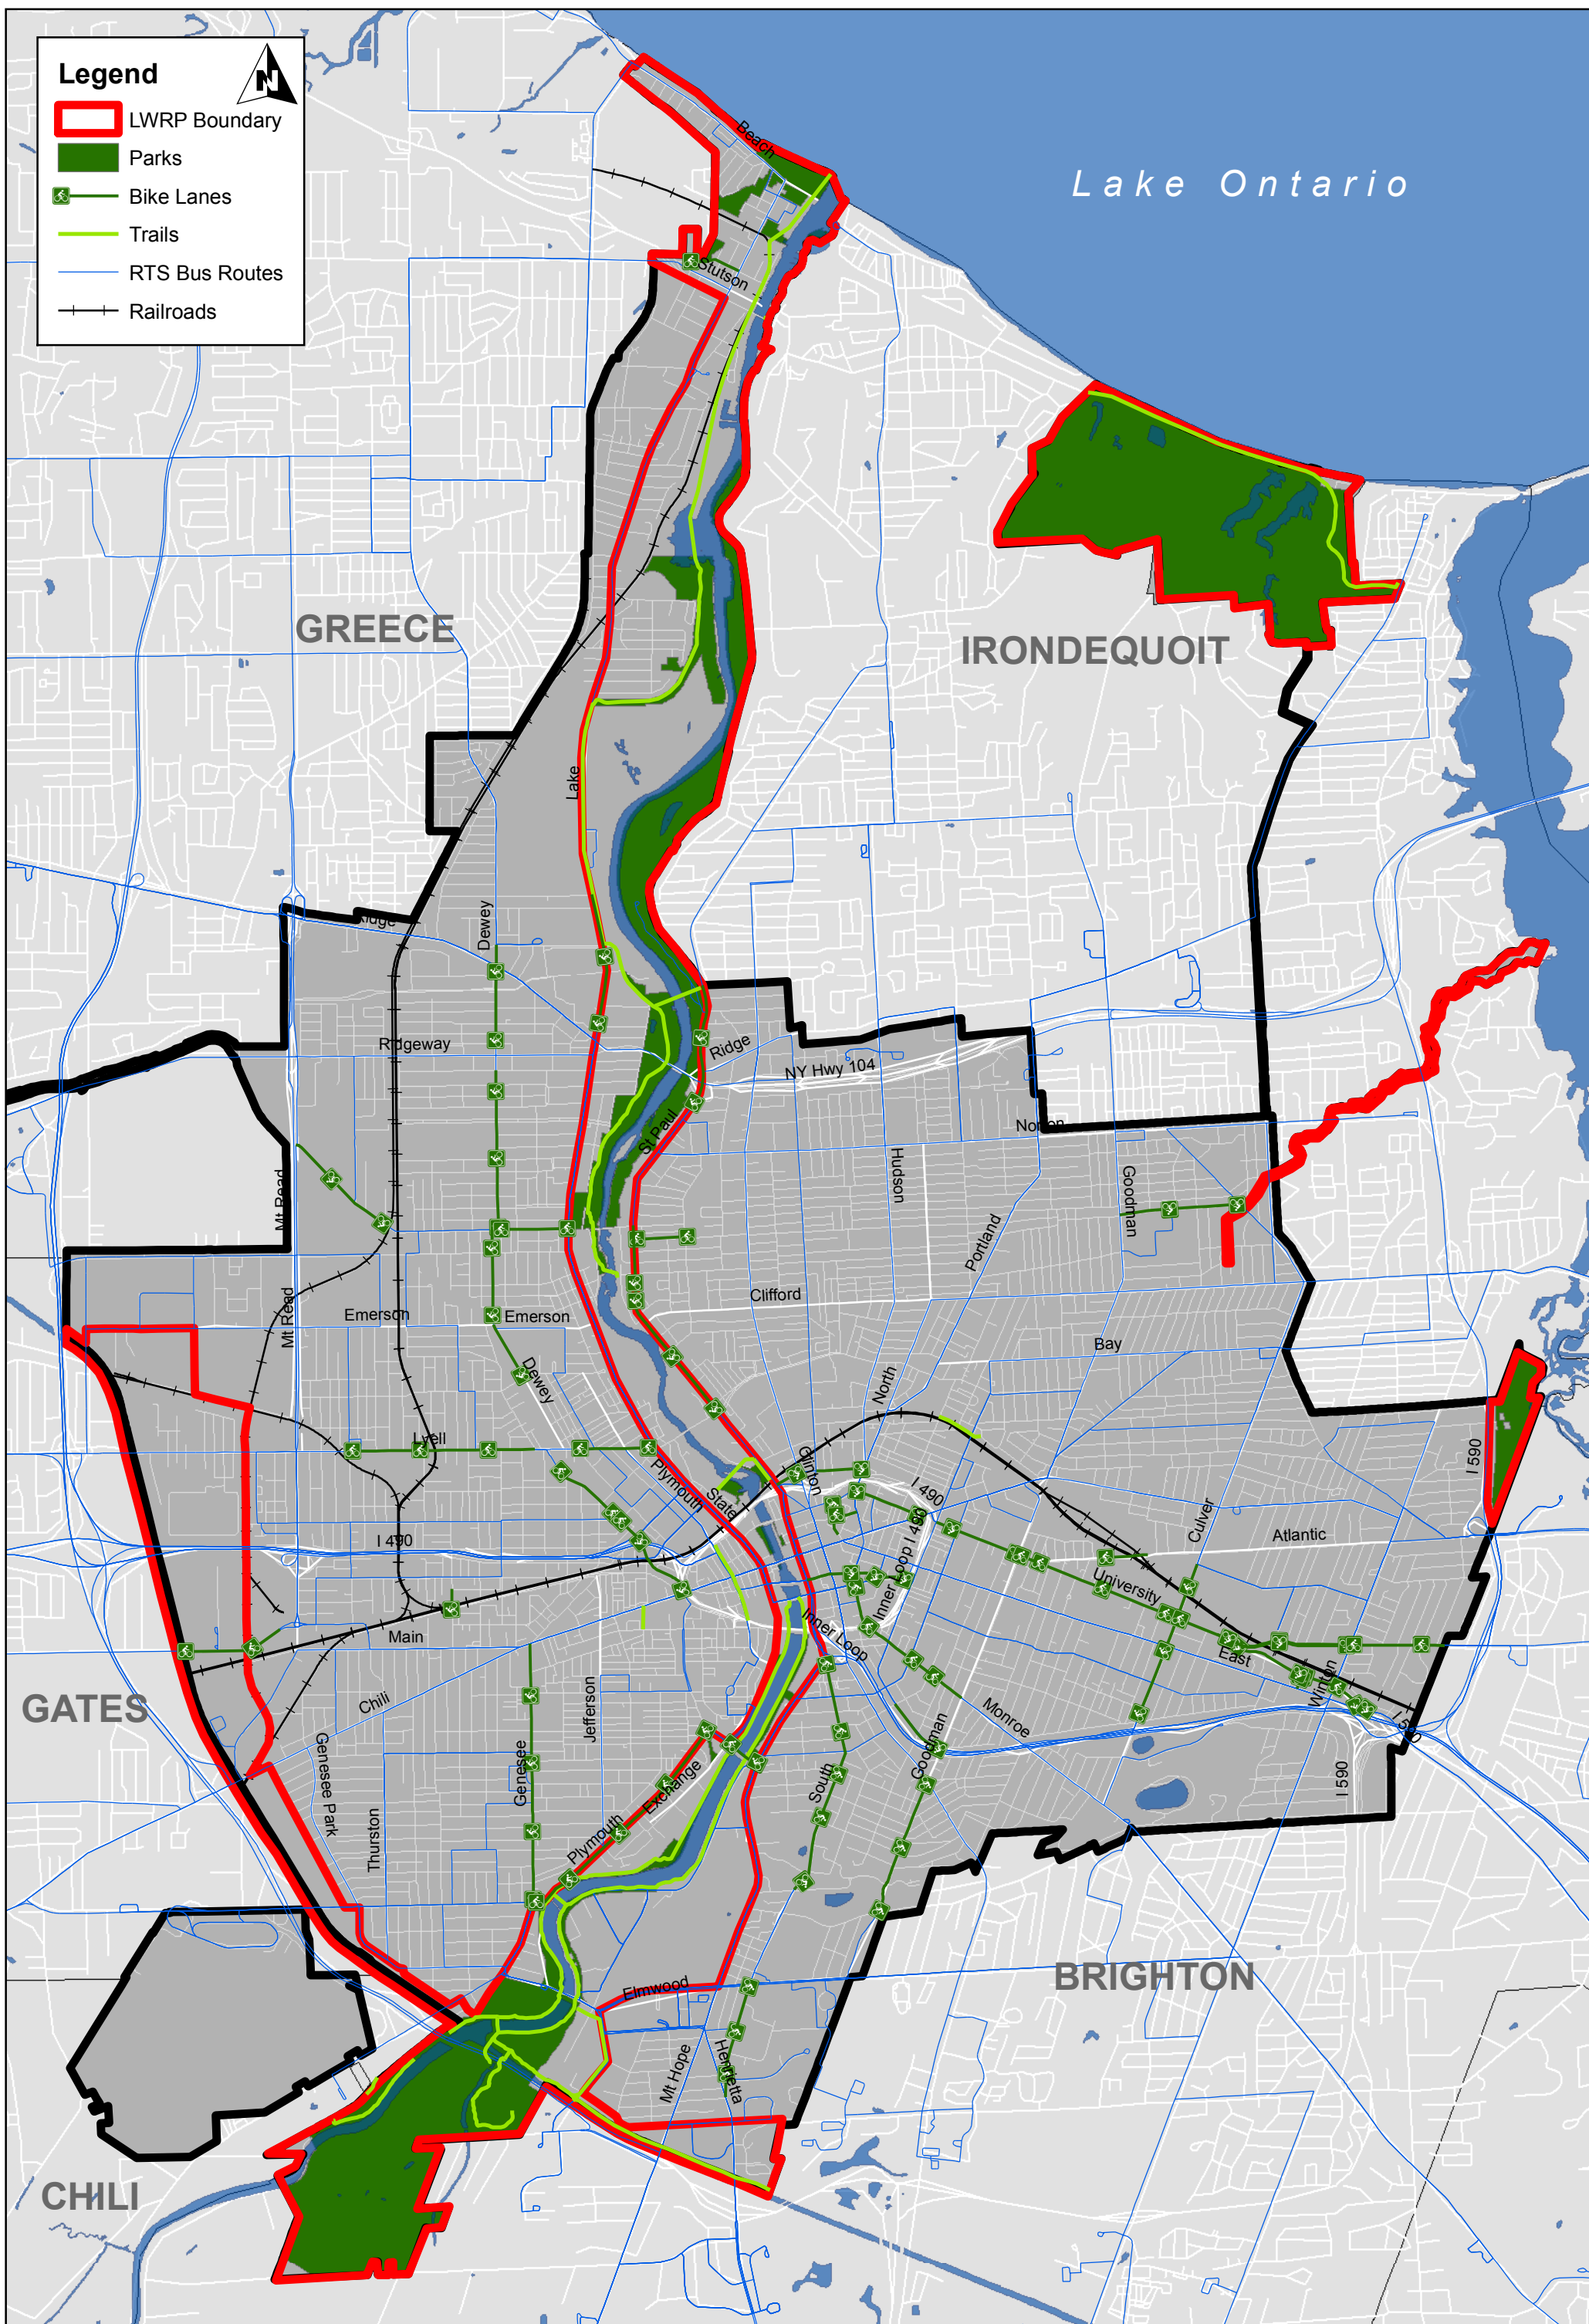 Legend
N
LWRP Boundary
Parks
Bike Lanes
Trails
RTS Bus Routes
Railroads
Beach
Lake Ontario
Stutson
GREECE
IRONDEQUOIT
Lake
Dewey
Ridge
Ridgeway
Ridge
NY Hwy 104
St Paul
Norton
Mt Read
Hudson
Goodman
Portland
Mt Read
Emerson
Emerson
Clifford
Bay
Dewey
North
Lyell
Clinton
I 590
Plymouth
State
I 490
I 490
I 490
Culver
Atlantic
Inner Loop
University
Main
Inner Loop
East
Winton
GATES
Chili
Jefferson
Monroe
I 590
Genesee Park
Genesee
Goodman
Exchange
South
I 590
Thurston
Plymouth
Elmwood
BRIGHTON
Mt Hope
Henrietta
CHILI